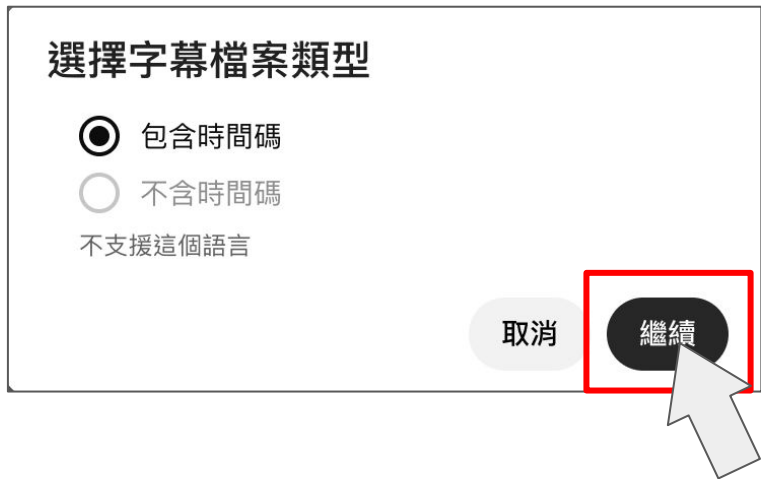 選擇字幕檔案類型
包含時間碼
不含時間碼
不支援這個語言
取消
繼續